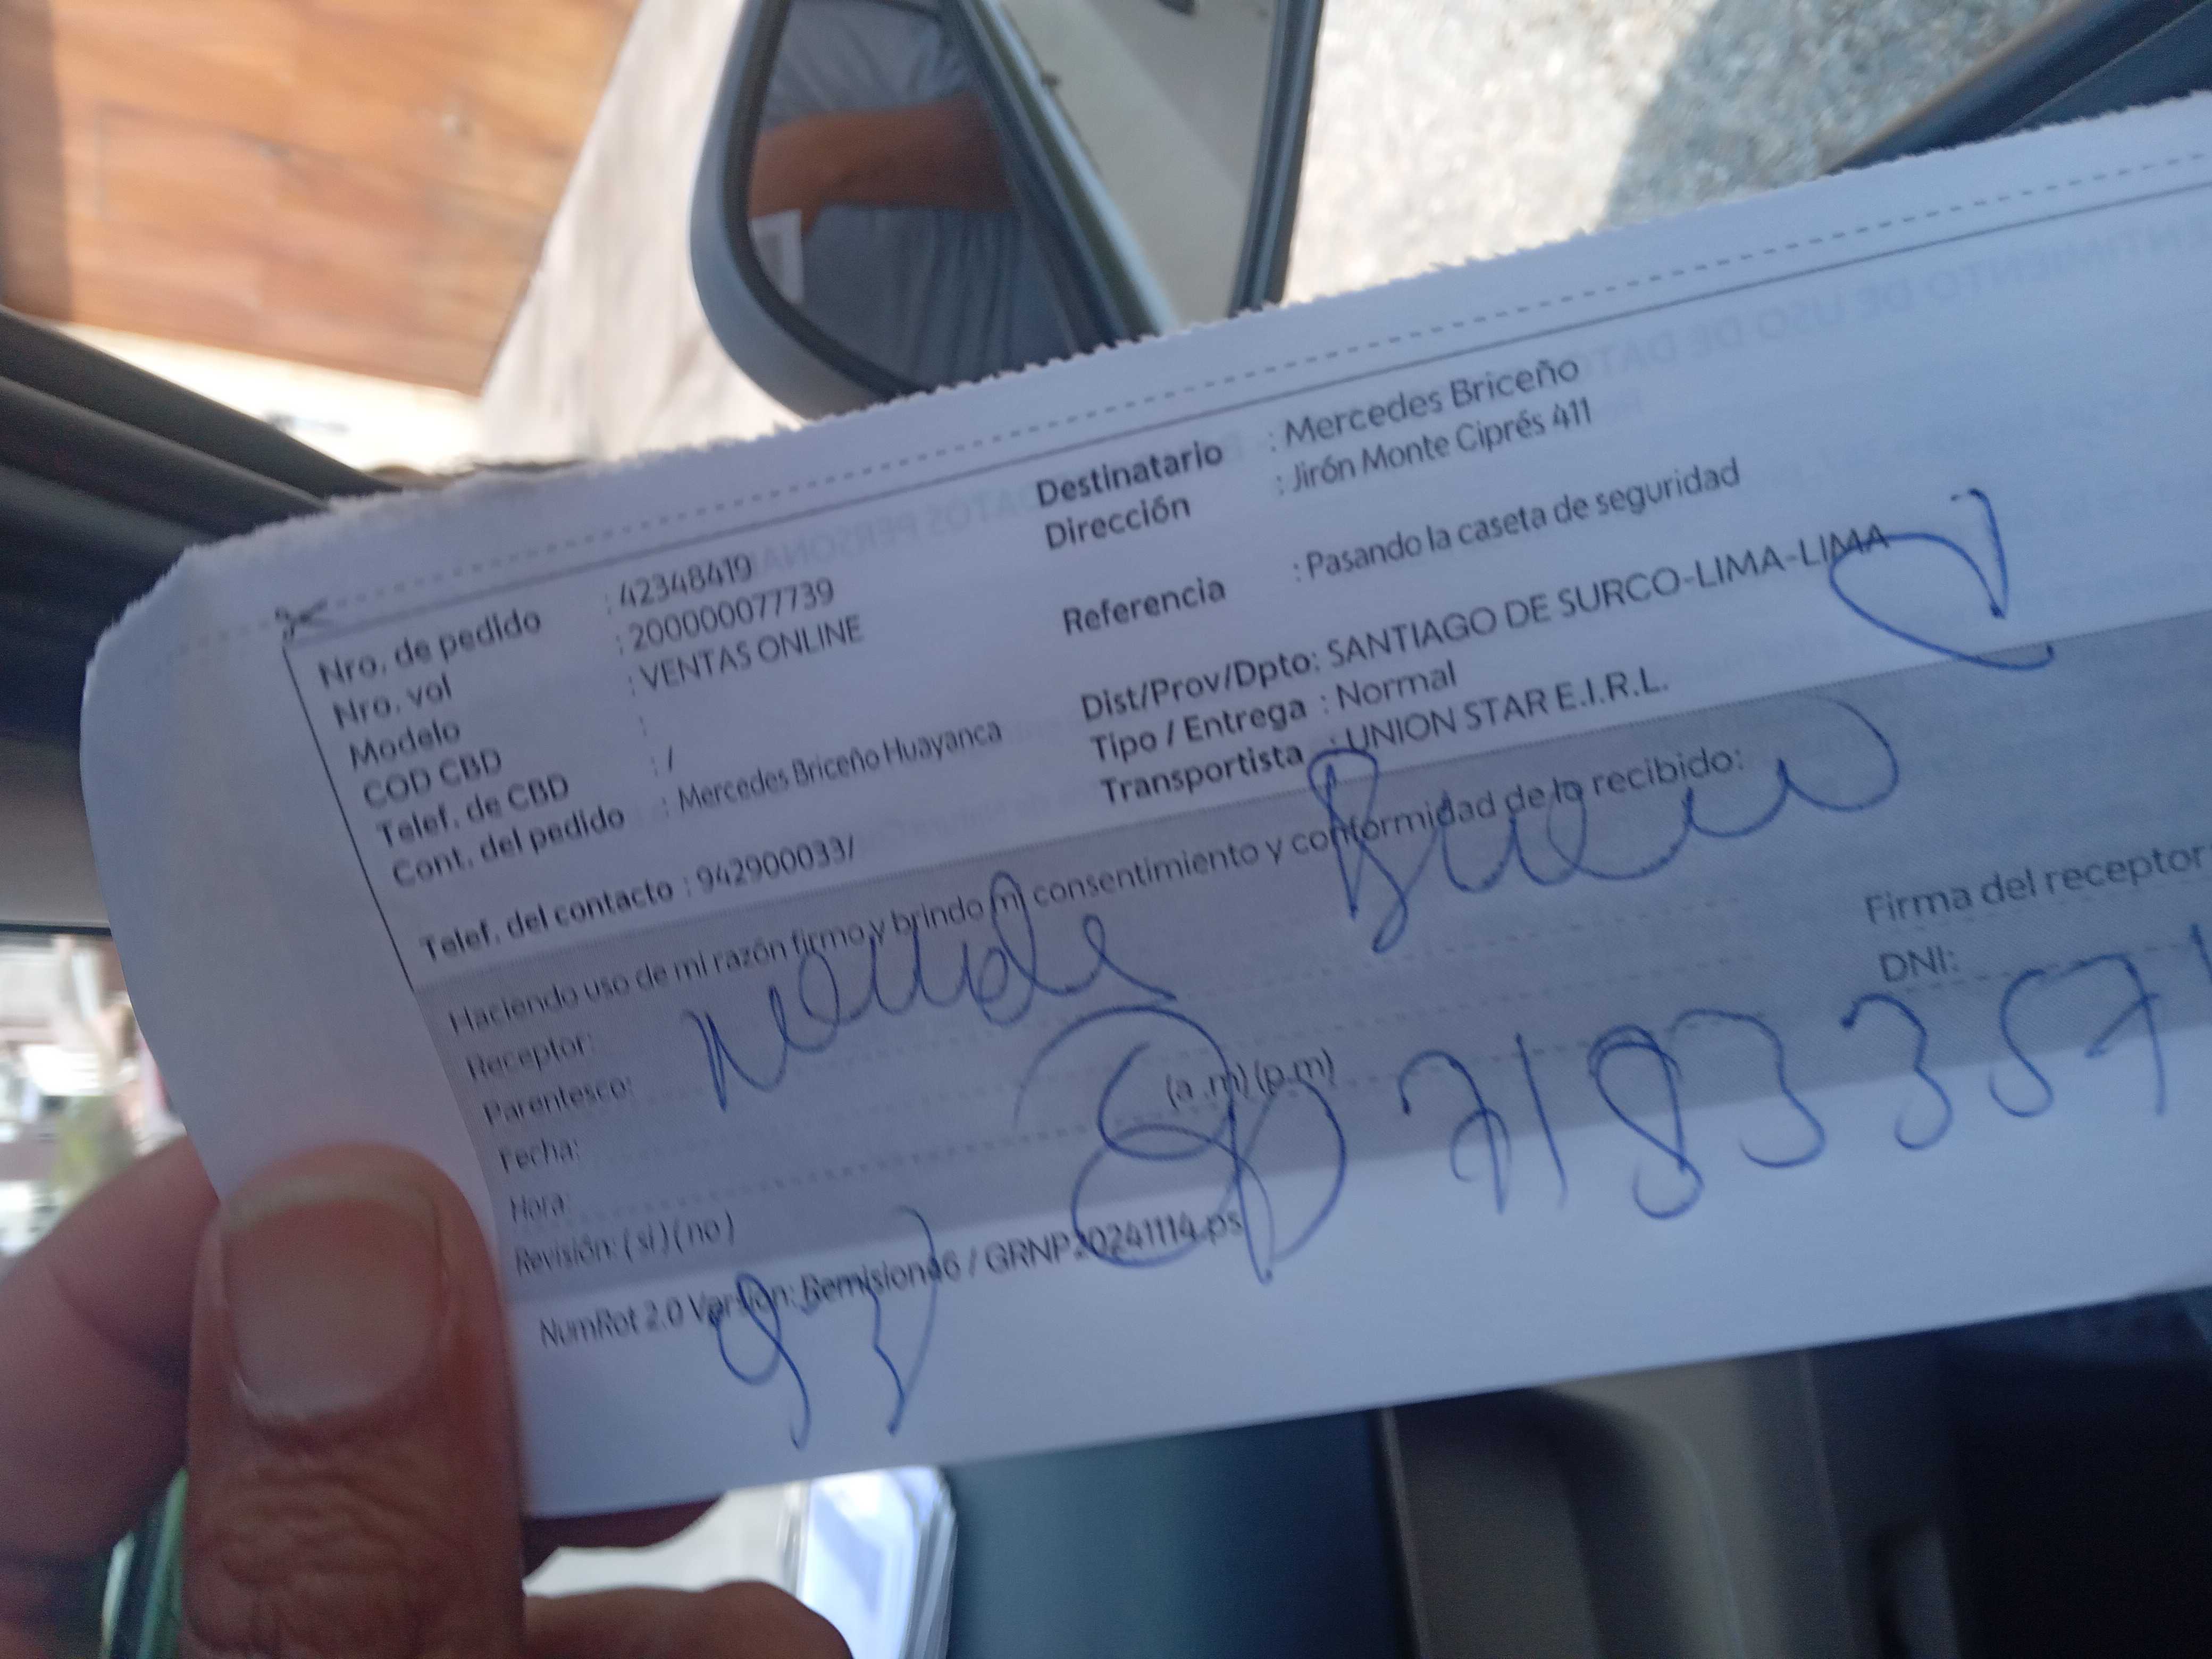 Nro. de pedido : 42348419
Nro. vol : 200000077739
Modelo : VENTAS ONLINE
COD CBD :
Telef. de CBD : /
Cont. del pedido : Mercedes Briceño Huayanca
Telef. del contacto : 942900033/
Destinatario : Mercedes Briceño
Dirección : Jirón Monte Ciprés 411
Referencia : Pasando la caseta de seguridad
Dist/Prov/Dpto: SANTIAGO DE SURCO-LIMA-LIMA
Tipo / Entrega : Normal
Transportista : UNION STAR E.I.R.L.
Haciendo uso de mi razón firmo y brindo mi consentimiento y conformidad de lo recibido:
Receptor:
Parentesco:
Fecha:
Hora: (a .m) (p.m)
Revisión: ( si ) ( no )
Firma del receptor:
DNI:
NumRot 2.0 Version: Remision46 / GRNP20241114.ps